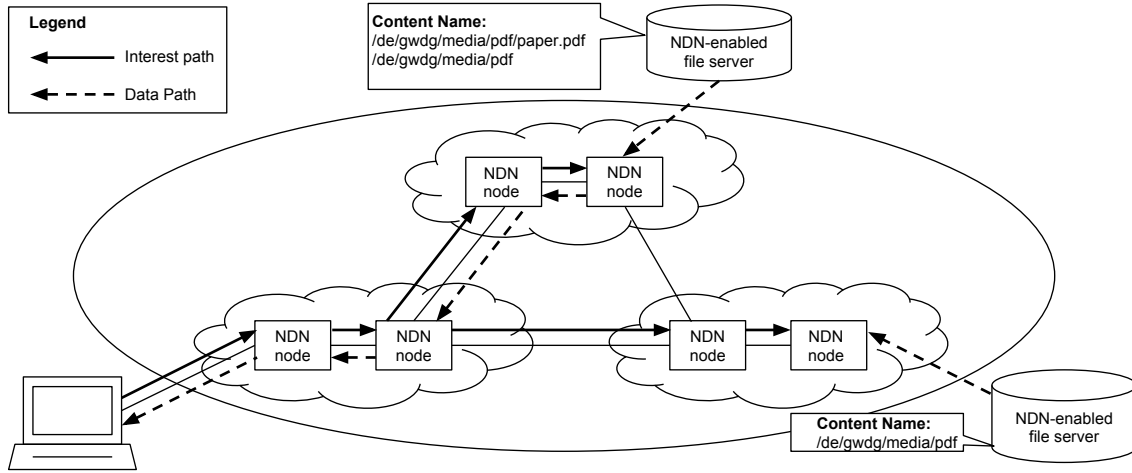 Legend
Interest path
Data Path
Content Name:
/de/gwdg/media/pdf/paper.pdf
/de/gwdg/media/pdf
NDN-enabled
file server
NDN
node
NDN
node
NDN
node
NDN
node
NDN
node
NDN
node
Content Name:
/de/gwdg/media/pdf
NDN-enabled
file server